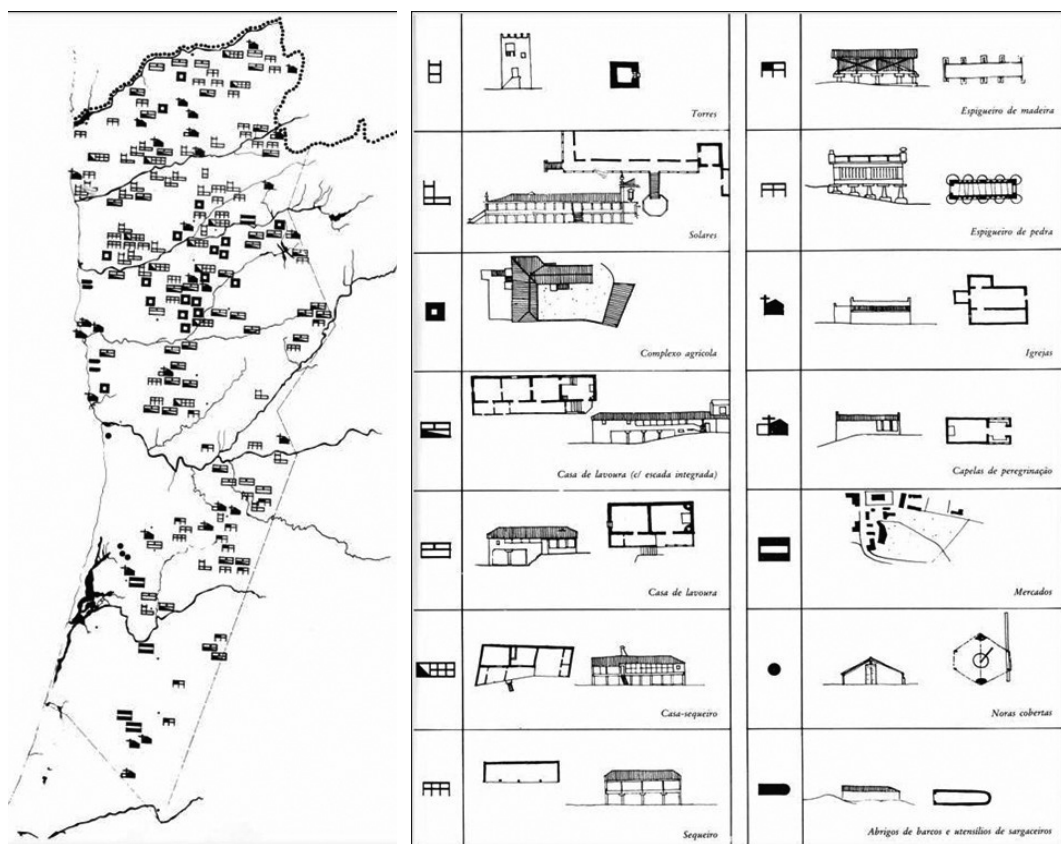 Torres
Solares
Complexo agrícola
Casa de lavoura (c/ escada integrada)
Casa de lavoura
Casa-sequeiro
Sequeiro
Espigueiro de madeira
Espigueiro de pedra
Igrejas
Capelas de peregrinação
Mercados
Noras cobertas
Abrigos de barcos e utensílios de sargaceiros